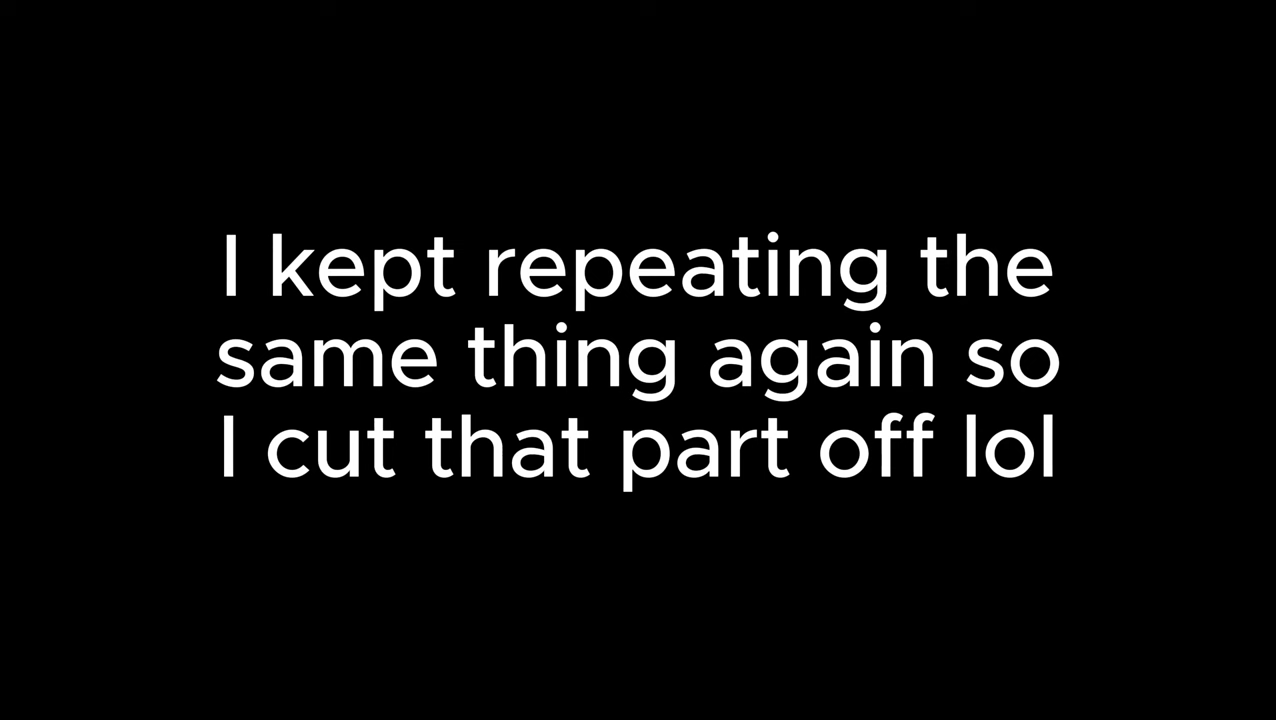 I kept repeating the
same thing again so
I cut that part off lol